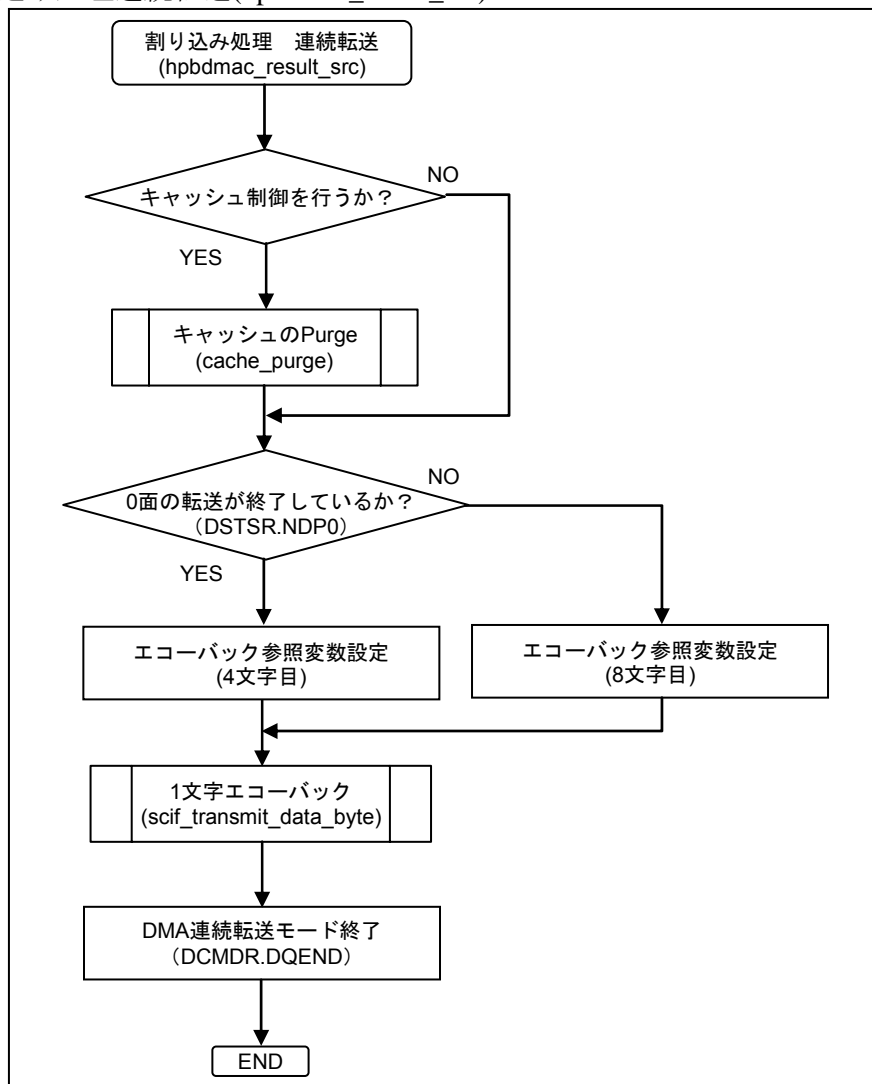 割り込み処理 連続転送
(hpbdmac_result_src)
キャッシュ制御を行うか？
NO
YES
キャッシュのPurge
(cache_purge)
0面の転送が終了しているか？
（DSTSR.NDP0）
NO
YES
エコーバック参照変数設定
(4文字目)
エコーバック参照変数設定
(8文字目)
1文字エコーバック
(scif_transmit_data_byte)
DMA連続転送モード終了
（DCMDR.DQEND）
END